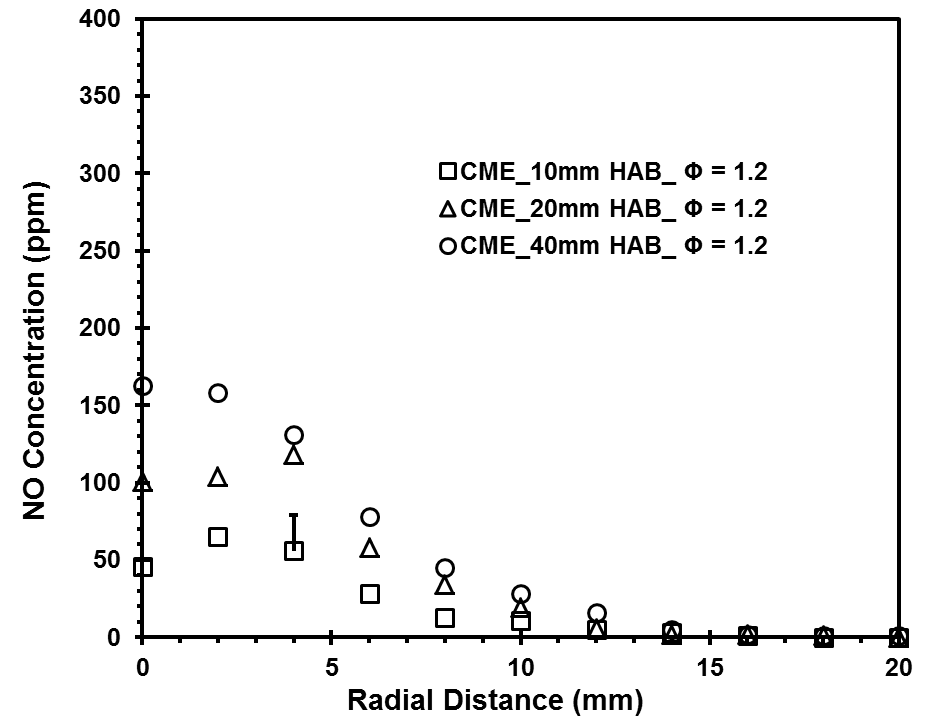 400
350
300
250
200
150
100
50
0
NO Concentration (ppm)
CME_10mm HAB_ Φ = 1.2
CME_20mm HAB_ Φ = 1.2
CME_40mm HAB_ Φ = 1.2
0 5 10 15 20
Radial Distance (mm)